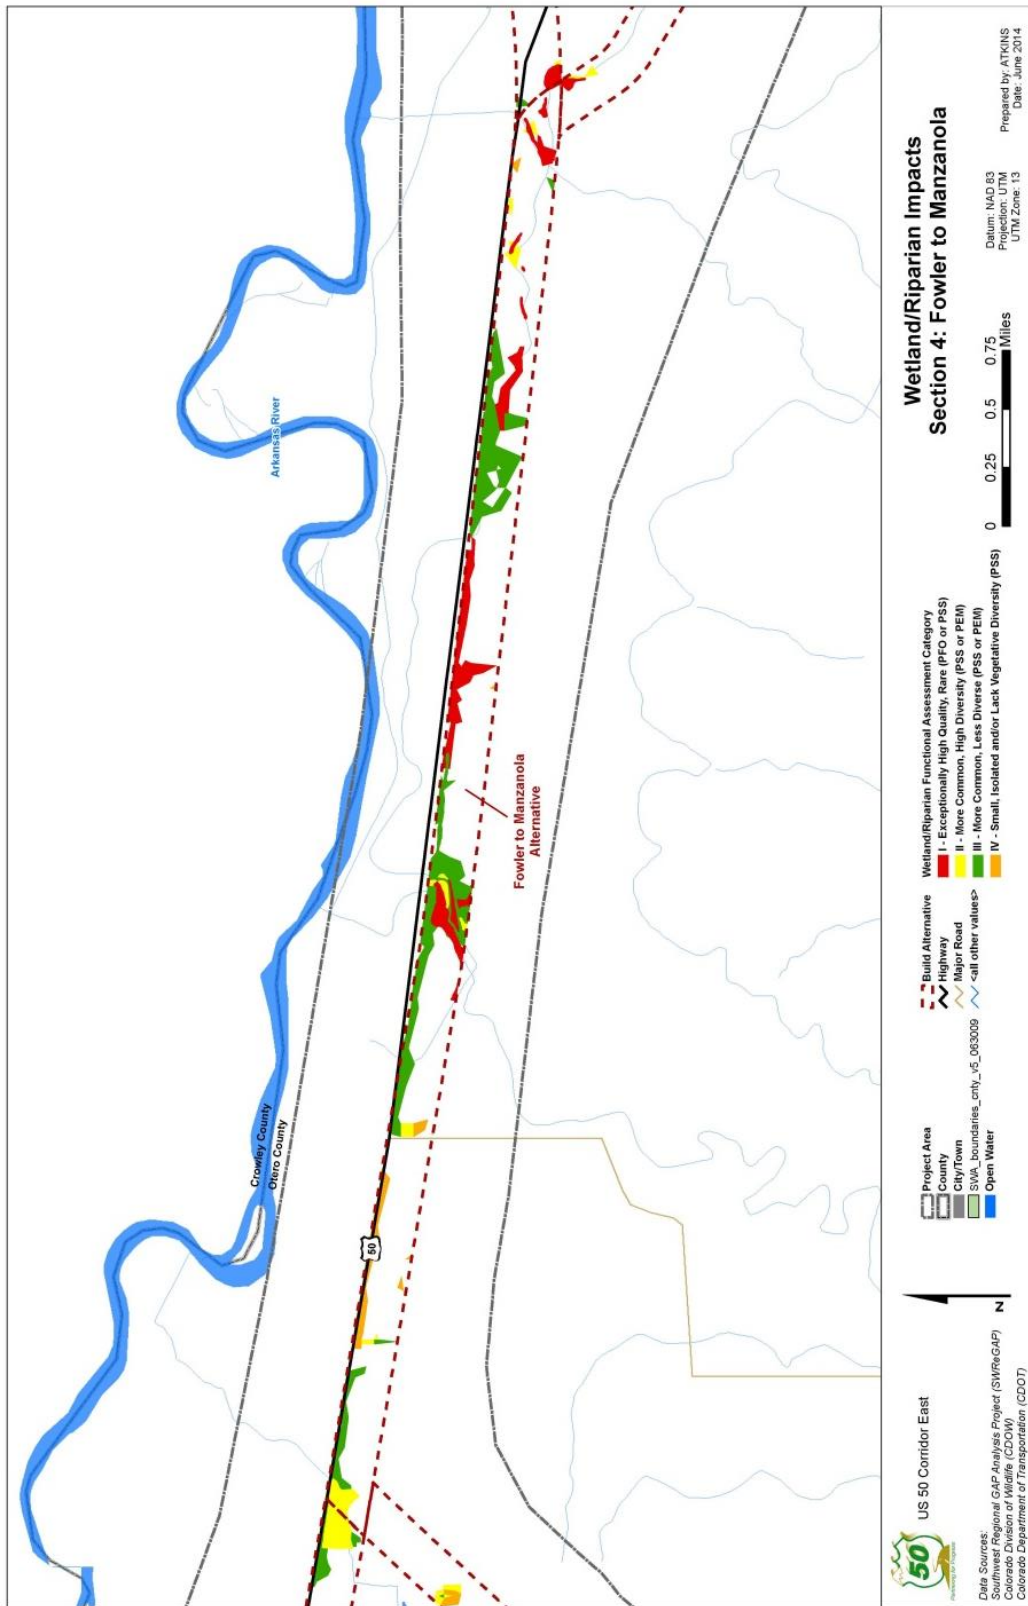 Arkansas River
Crowley County
Otero County
50
Fowler to Manzanola
Alternative
50
US 50 Corridor East
Data Sources:
Southwest Regional GAP Analysis Project (SWReGAP)
Colorado Division of Wildlife (CDOW)
Colorado Department of Transportation (CDOT)
N
Project Area
County
City/Town
SWA_boundaries_cnty_v5_063009
Open Water
Build Alternative
Highway
Major Road
<all other values>
Wetland/Riparian Functional Assessment Category
I - Exceptionally High Quality, Rare (PFO or PSS)
II - More Common, High Diversity (PSS or PEM)
III - More Common, Less Diverse (PSS or PEM)
IV - Small, Isolated and/or Lack Vegetative Diversity (PSS)
Wetland/Riparian Impacts
Section 4: Fowler to Manzanola
0 0.25 0.5 0.75
Miles
Datum: NAD 83
Projection: UTM
UTM Zone: 13
Prepared by: ATKINS
Date: June 2014